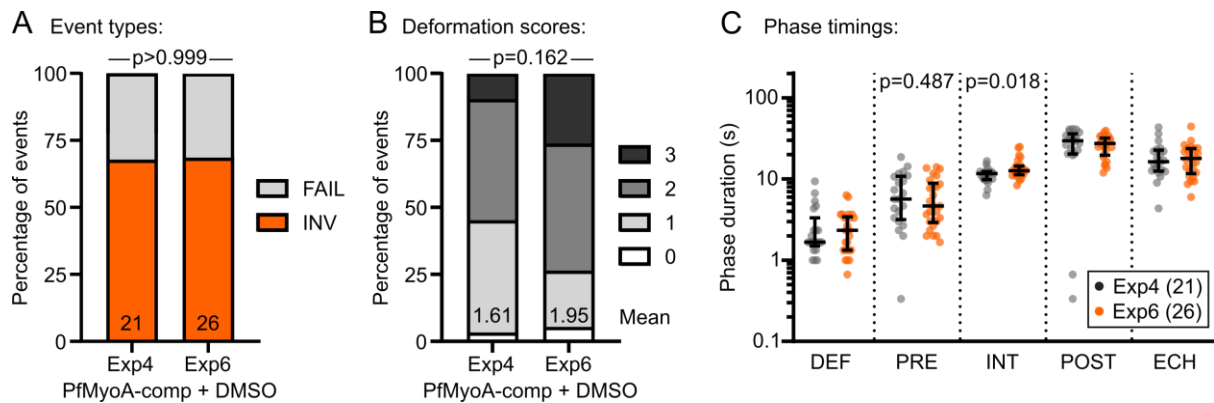 A Event types:
p>0.999
100
75
50
25
0
Percentage of events
21
26
Exp4
Exp6
PfMyoA-comp + DMSO
FAIL
INV
B Deformation scores:
p=0.162
100
75
50
25
0
Percentage of events
1.61
1.95
Exp4
Exp6
PfMyoA-comp + DMSO
3
2
1
0
Mean
C Phase timings:
p=0.487
p=0.018
100
10
1
0.1
Phase duration (s)
Exp4 (21)
Exp6 (26)
DEF
PRE
INT
POST
ECH